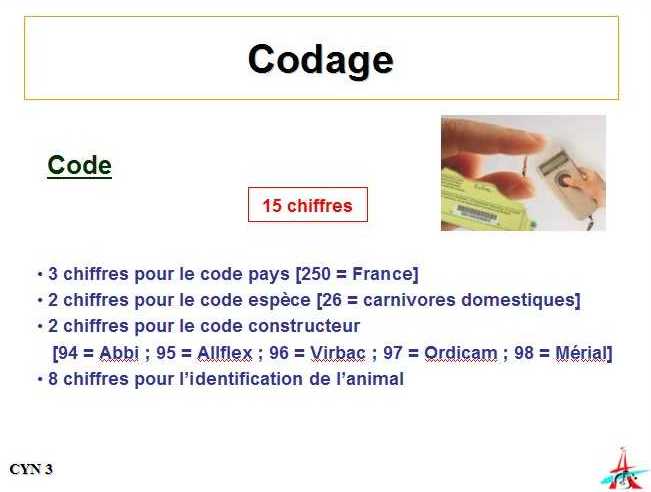 Codage
Code
15 chiffres
• 3 chiffres pour le code pays [250 = France]
• 2 chiffres pour le code espèce [26 = carnivores domestiques]
• 2 chiffres pour le code constructeur
[94 = Abbi ; 95 = Allflex ; 96 = Virbac ; 97 = Ordicam ; 98 = Mérial]
• 8 chiffres pour l’identification de l’animal
CYN 3